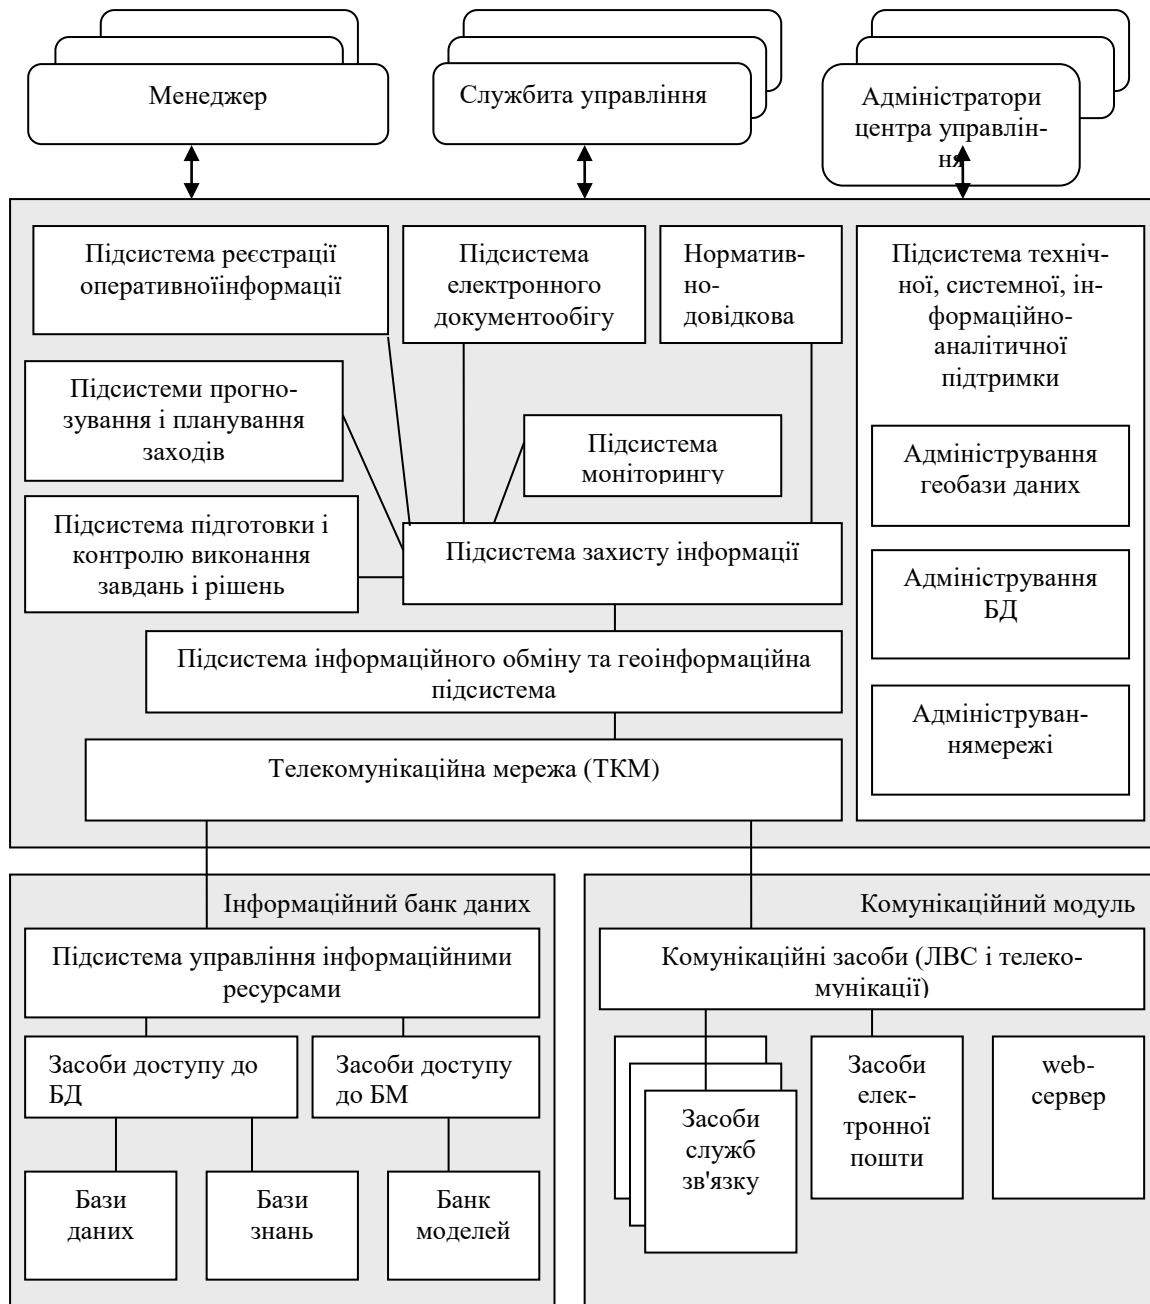 Менеджер
Службита управління
Адміністратори
центра управлін-
ня
Підсистема реєстрації
оперативноїінформації
Підсистема
електронного
документообігу
Норматив-
но-
довідкова
Підсистема техніч-
ної, системної, ін-
формаційно-
аналітичної
підтримки
Підсистеми прогно-
зування і планування
заходів
Підсистема
моніторингу
Адміністрування
геобази даних
Підсистема підготовки і
контролю виконання
завдань і рішень
Підсистема захисту інформації
Адміністрування
БД
Підсистема інформаційного обміну та геоінформаційна
підсистема
Адмініструван-
нямережі
Телекомунікаційна мережа (ТКМ)
Інформаційний банк даних
Підсистема управління інформаційними
ресурсами
Засоби доступу до
БД
Засоби доступу
до БМ
Бази
даних
Бази
знань
Банк
моделей
Комунікаційний модуль
Комунікаційні засоби (ЛВС і телеко-
мунікації)
Засоби
служб
зв'язку
Засоби
елек-
тронної
пошти
web-
сервер